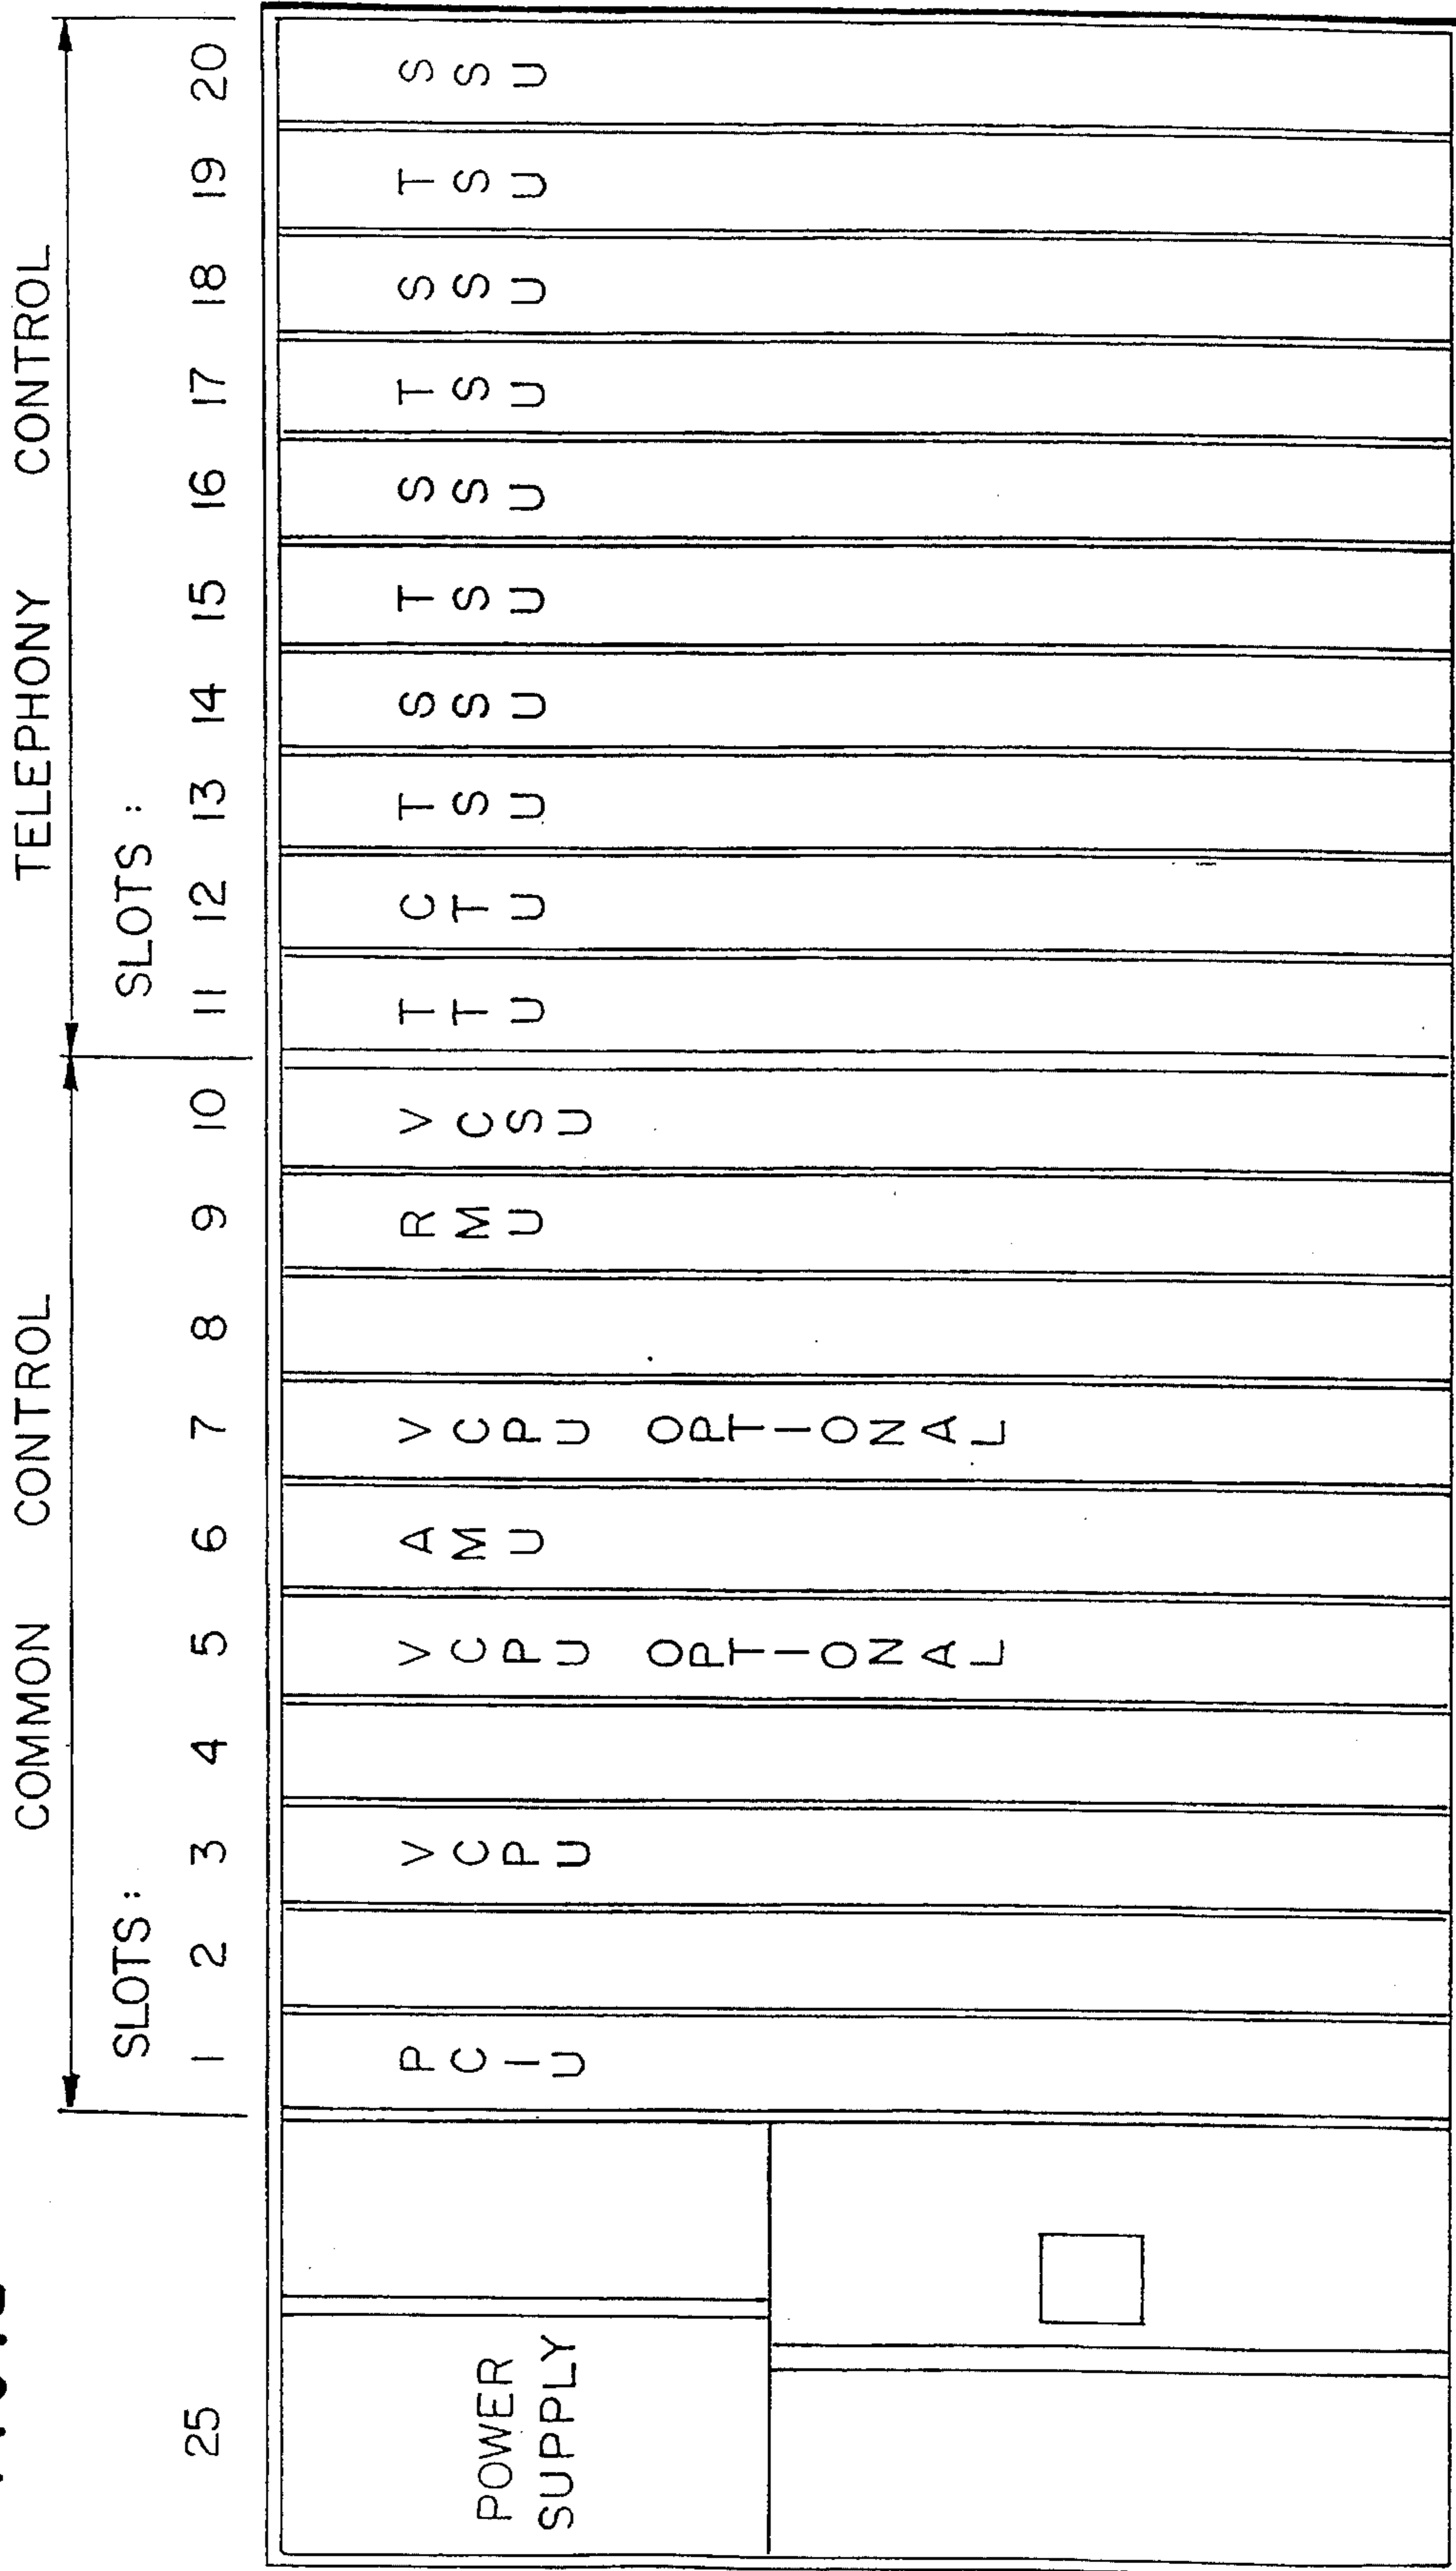 COMMON CONTROL
TELEPHONY CONTROL
SLOTS :
SLOTS :
25
1 2 3 4 5 6 7 8 9 10 11 12 13 14 15 16 17 18 19 20
POWER
SUPPLY
PCIU
VCPU
VCPU OPTIONAL
AMU
VCPU OPTIONAL
RMU
VCSU
TTU
CTU
TSU
SSU
TSU
SSU
TSU
SSU
TSU
SSU